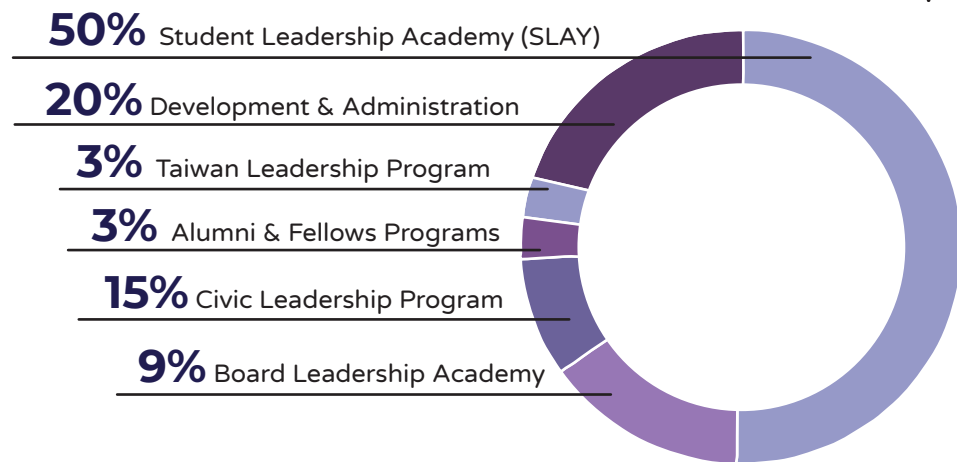 50% Student Leadership Academy (SLAY)
20% Development & Administration
3% Taiwan Leadership Program
3% Alumni & Fellows Programs
15% Civic Leadership Program
9% Board Leadership Academy